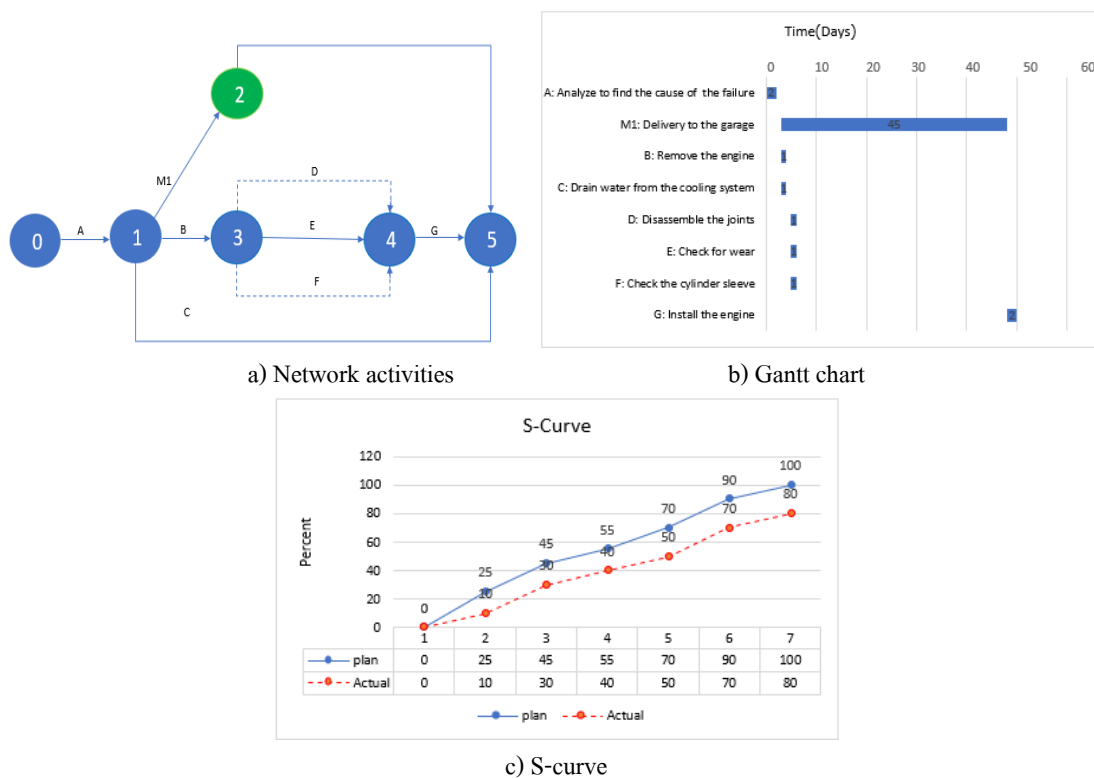 2
M1
D
0
A
1
B
3
E
4
G
5
F
C
a) Network activities
Time(Days)
0 10 20 30 40 50 60
A: Analyze to find the cause of the failure 2
M1: Delivery to the garage 45
B: Remove the engine 1
C: Drain water from the cooling system 1
D: Disassemble the joints 1
E: Check for wear 1
F: Check the cylinder sleeve 1
G: Install the engine 2
b) Gantt chart
S-Curve
Percent
120
100
80
60
40
20
0
0
25
10
45
30
55
40
70
50
90
70
100
80
1 2 3 4 5 6 7
plan 0 25 45 55 70 90 100
Actual 0 10 30 40 50 70 80
plan Actual
c) S-curve